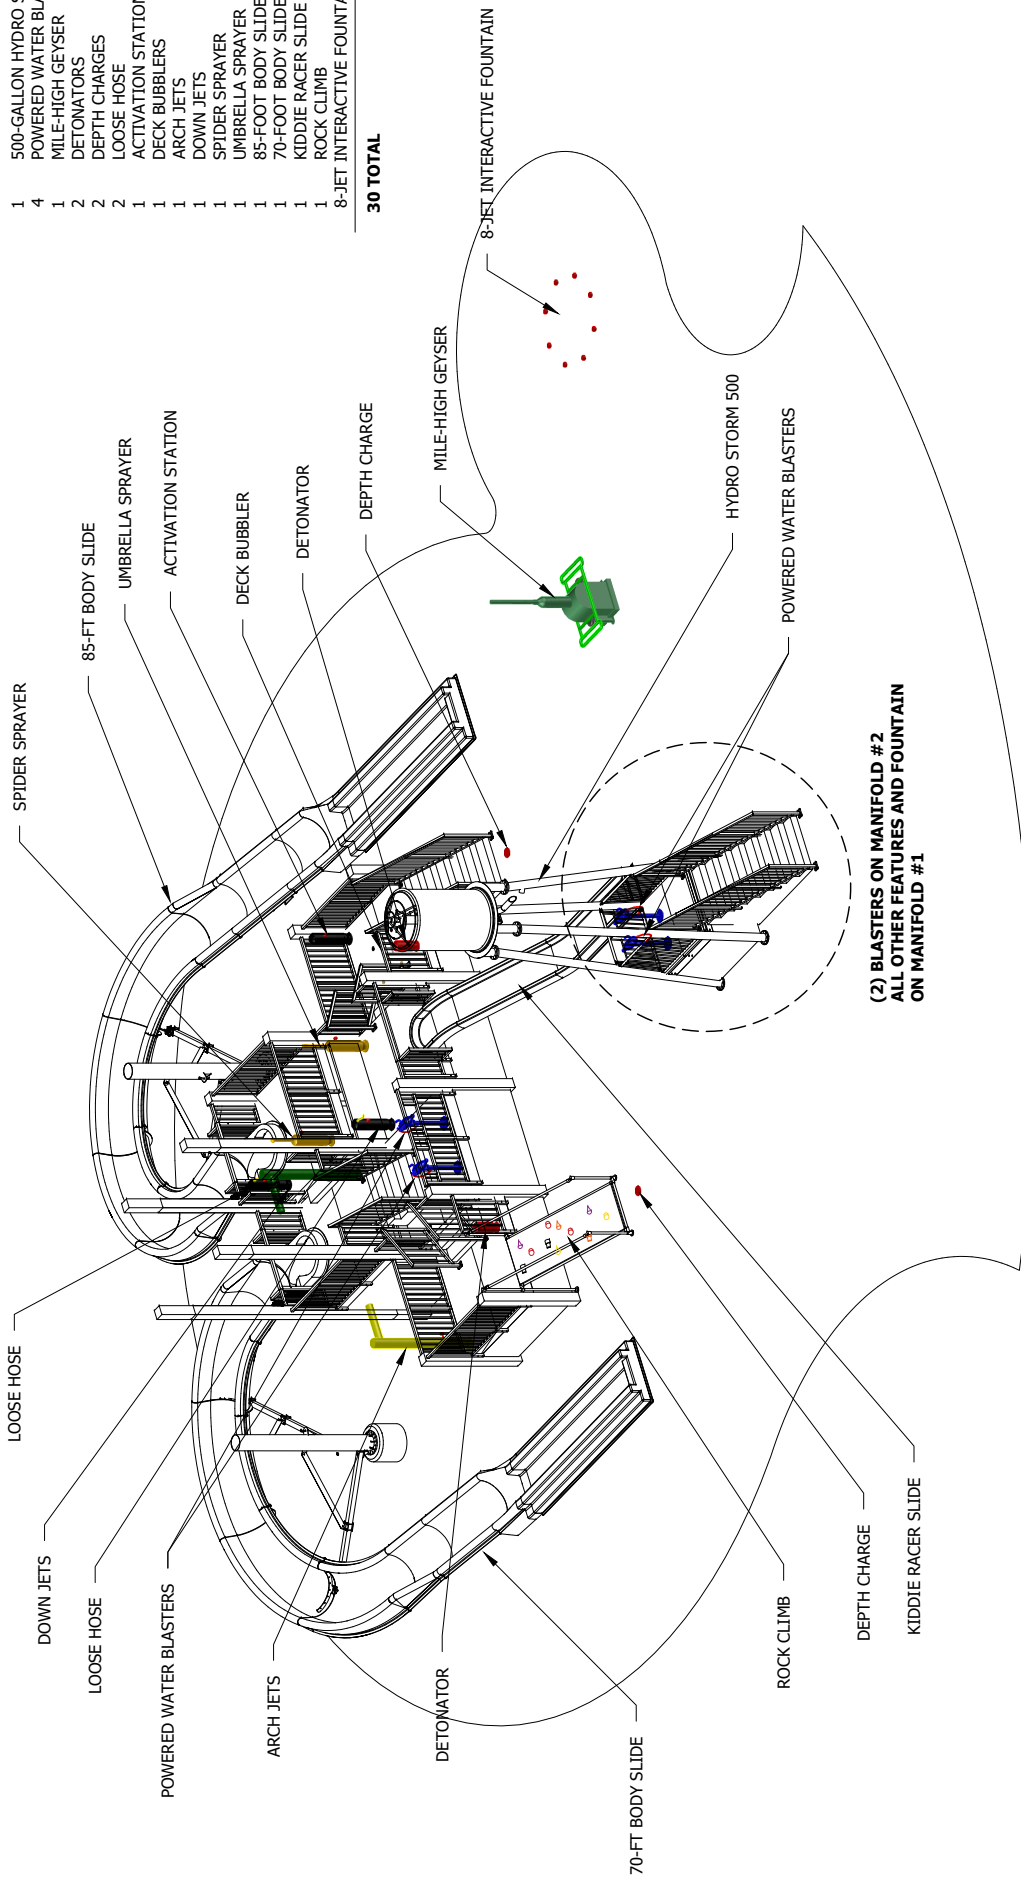 1 500-GALLON HYDRO S
4 POWERED WATER BLA
1 MILE-HIGH GEYSER
2 DETONATORS
2 DEPTH CHARGES
2 LOOSE HOSE
1 ACTIVATION STATION
1 DECK BUBBLERS
1 ARCH JETS
1 DOWN JETS
1 SPIDER SPRAYER
1 UMBRELLA SPRAYER
1 85-FOOT BODY SLIDE
1 70-FOOT BODY SLIDE
1 KIDDIE RACER SLIDE
1 ROCK CLIMB
8-JET INTERACTIVE FOUNTA
30 TOTAL
LOOSE HOSE
SPIDER SPRAYER
DOWN JETS
85-FT BODY SLIDE
LOOSE HOSE
UMBRELLA SPRAYER
POWERED WATER BLASTERS
ACTIVATION STATION
DECK BUBBLER
ARCH JETS
DETONATOR
DEPTH CHARGE
DETONATOR
MILE-HIGH GEYSER
8-JET INTERACTIVE FOUNTAIN
70-FT BODY SLIDE
HYDRO STORM 500
ROCK CLIMB
POWERED WATER BLASTERS
DEPTH CHARGE
KIDDIE RACER SLIDE
(2) BLASTERS ON MANIFOLD #2
ALL OTHER FEATURES AND FOUNTAIN
ON MANIFOLD #1